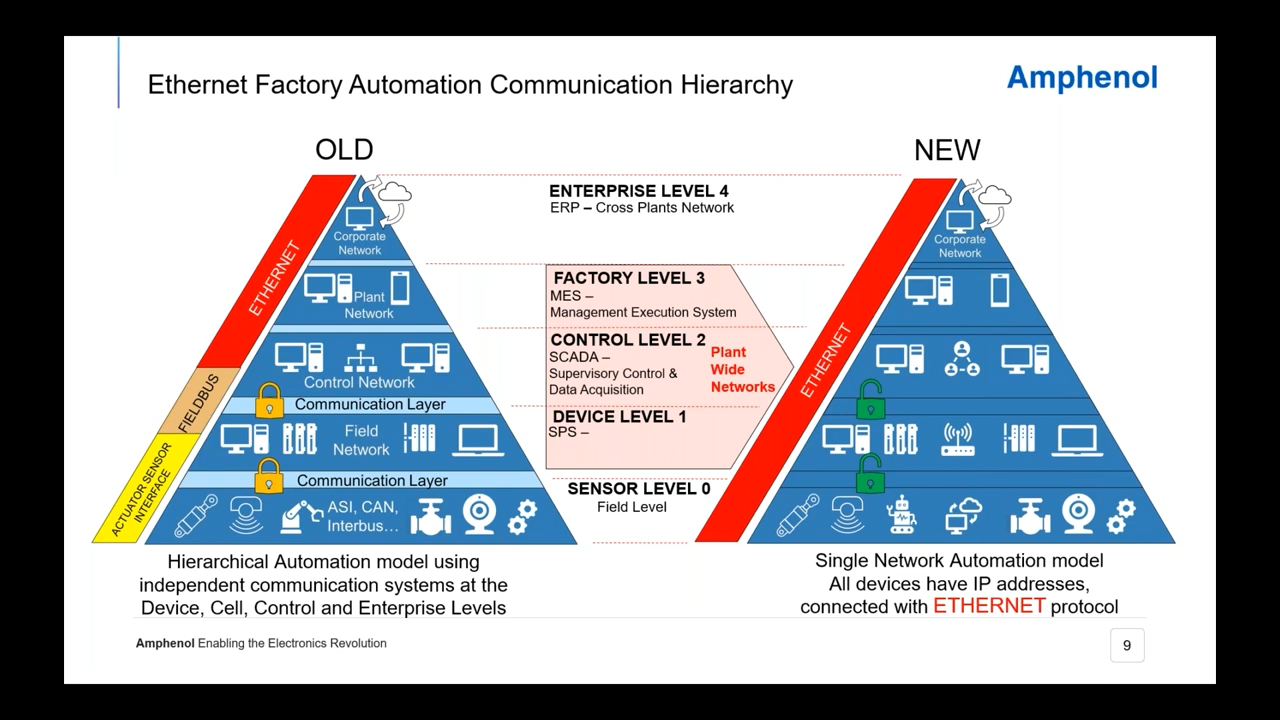 Ethernet Factory Automation Communication Hierarchy
Amphenol
OLD
NEW
ETHERNET
FIELDBUS
ACTUATOR SENSOR
INTERFACE
Corporate
Network
Plant
Network
Control Network
Communication Layer
Field
Network
Communication Layer
ASI, CAN,
Interbus...
ENTERPRISE LEVEL 4
ERP – Cross Plants Network
FACTORY LEVEL 3
MES –
Management Execution System
CONTROL LEVEL 2
SCADA –
Supervisory Control &
Data Acquisition
Plant
Wide
Networks
DEVICE LEVEL 1
SPS –
SENSOR LEVEL 0
Field Level
ETHERNET
Corporate
Network
Hierarchical Automation model using
independent communication systems at the
Device, Cell, Control and Enterprise Levels
Single Network Automation model
All devices have IP addresses,
connected with ETHERNET protocol
Amphenol Enabling the Electronics Revolution
9